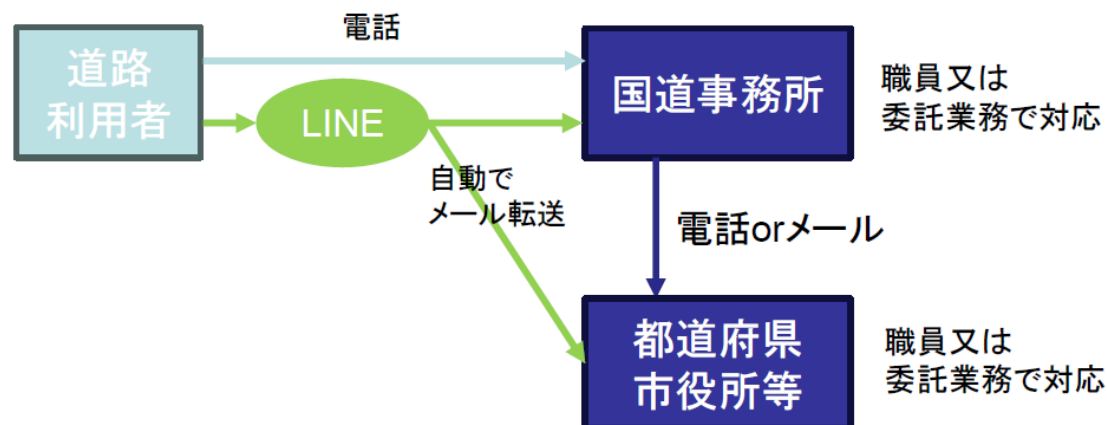 電話
道路
利用者
LINE
国道事務所
職員又は
委託業務で対応
自動で
メール転送
電話orメール
都道府県
市役所等
職員又は
委託業務で対応